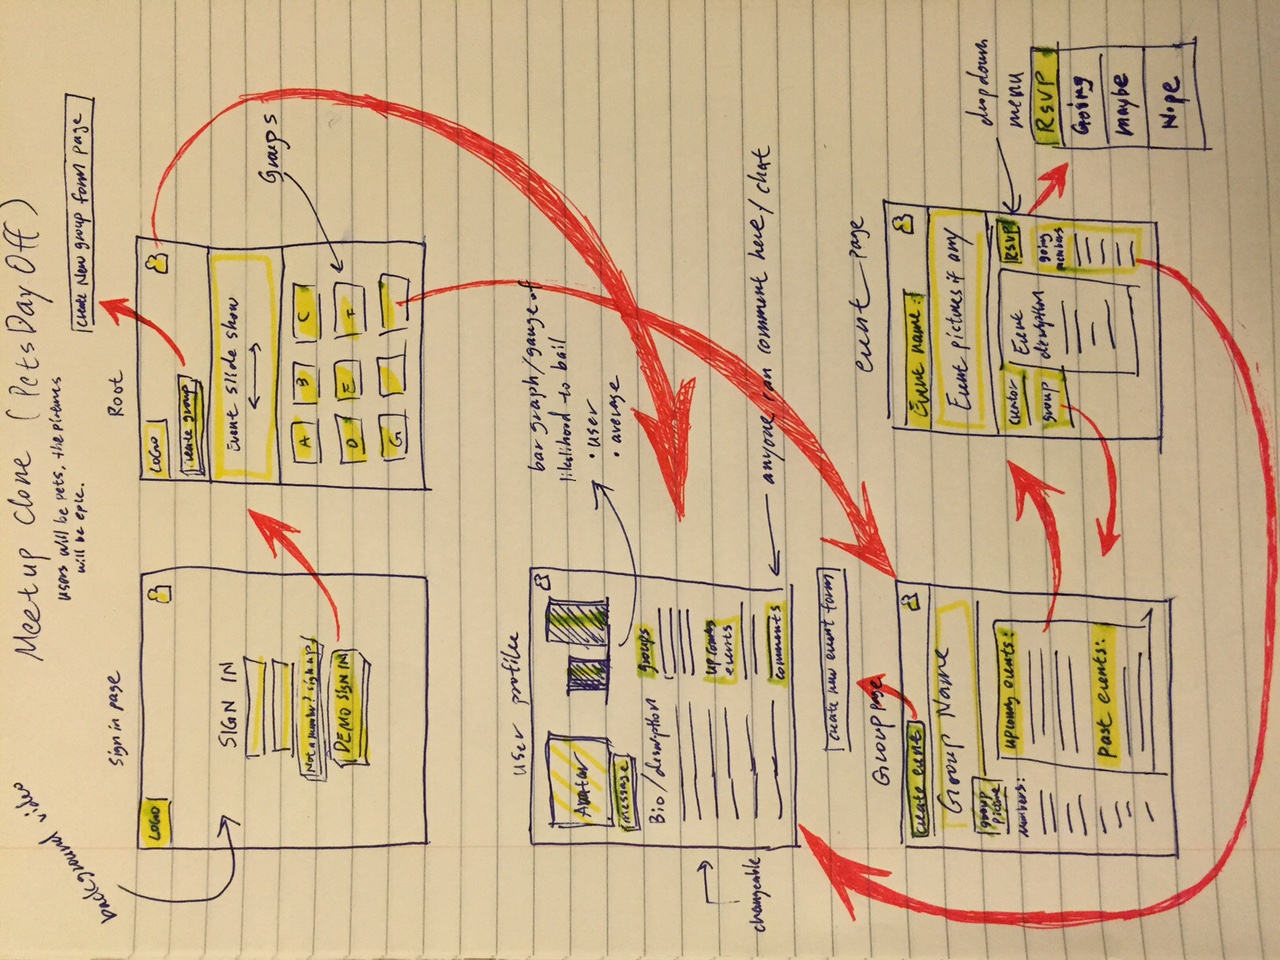 Meetup Clone (PetsDayOff)
users will be pets, the pictures
will be epic.
background video
Create New group form page
Sign in page
Root
LOGO
SIGN IN
Not a member? sign up!
DEMO SIGN IN
LOGO
create group
Event slide show
Groups
A B C
D E F
G
user profile
Avatar
message
Bio/description
groups
upcoming
events
comments
changeable
bar graph/gauge of
likelihood to bail
• user
• average
anyone can comment here / chat
create new event form
Group page
create event
Group Name
group
picture
Members:
upcoming events:
Past events:
event page
Event name:
Event pictures if any
creator
group
Event
description
RSVP
going
members
dropdown
menu
RSVP
Going
maybe
Nope